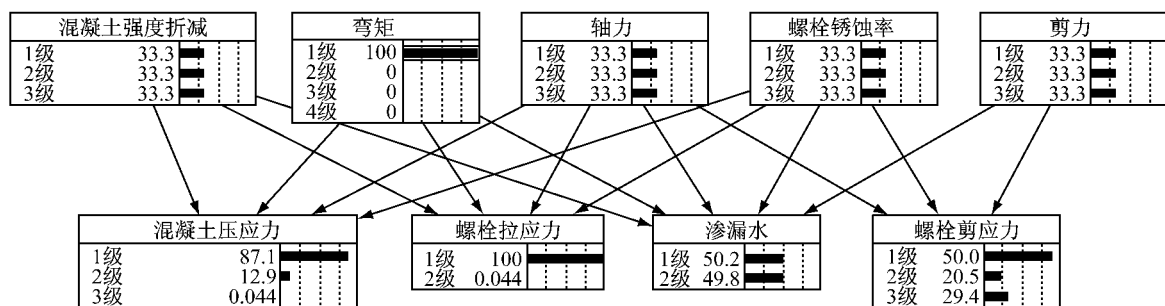 混凝土强度折减
1级 33.3
2级 33.3
3级 33.3
弯矩
1级 100
2级 0
3级 0
4级 0
轴力
1级 33.3
2级 33.3
3级 33.3
螺栓锈蚀率
1级 33.3
2级 33.3
3级 33.3
剪力
1级 33.3
2级 33.3
3级 33.3
混凝土压应力
1级 87.1
2级 12.9
3级 0.044
螺栓拉应力
1级 100
2级 0.044
渗漏水
1级 50.2
2级 49.8
螺栓剪应力
1级 50.0
2级 20.5
3级 29.4